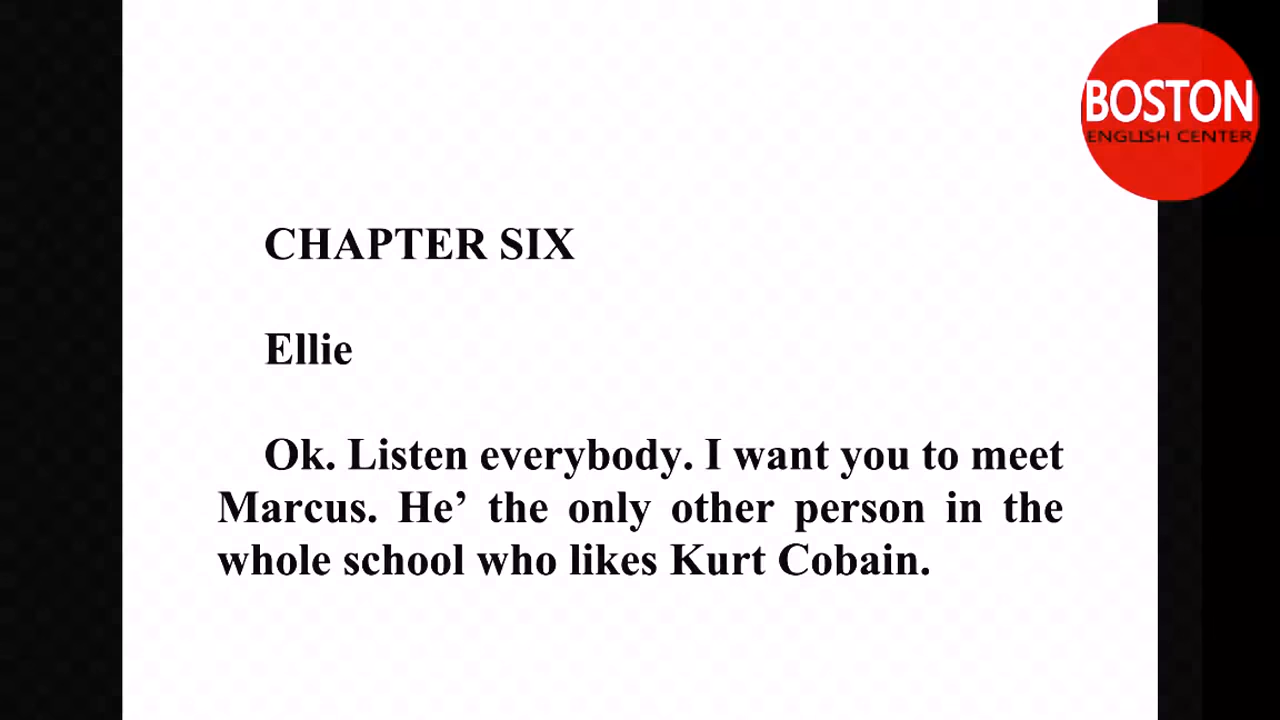 BOSTON
ENGLISH CENTER
CHAPTER SIX
Ellie
Ok. Listen everybody. I want you to meet
Marcus. He’ the only other person in the
whole school who likes Kurt Cobain.